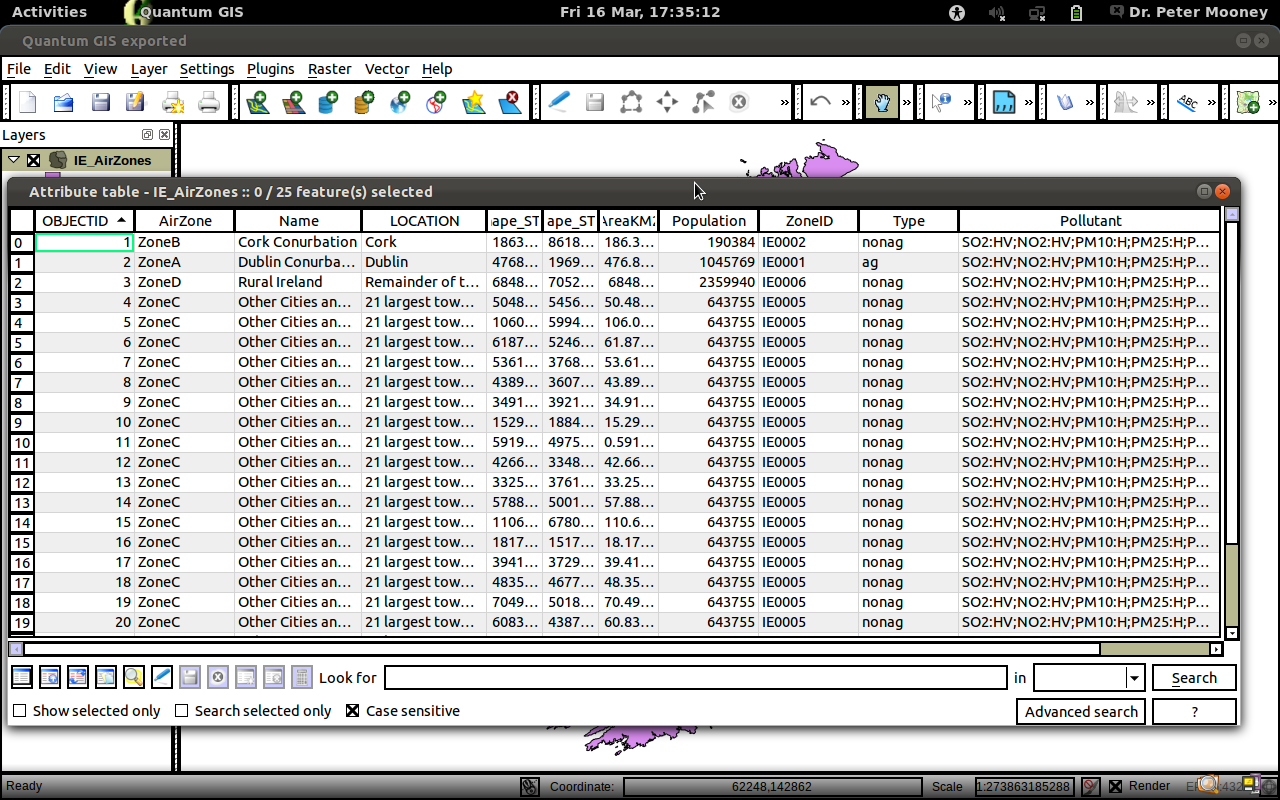 Activities Quantum GIS Fri 16 Mar, 17:35:12 Dr. Peter Mooney
Quantum GIS exported
File Edit View Layer Settings Plugins Raster Vector Help
» » » » » » » » » ABC »
Layers
IE_AirZones
Attribute table - IE_AirZones :: 0 / 25 feature(s) selected
OBJECTID AirZone Name LOCATION ape_ST ape_ST AreaKM Population ZoneID Type Pollutant
0 1 ZoneB Cork Conurbation Cork 1863... 8618... 186.3... 190384 IE0002 nonag SO2:HV;NO2:HV;PM10:H;PM25:H;P...
1 2 ZoneA Dublin Conurba... Dublin 4768... 1969... 476.8... 1045769 IE0001 ag SO2:HV;NO2:HV;PM10:H;PM25:H;P...
2 3 ZoneD Rural Ireland Remainder of t... 6848... 7052... 6848... 2359940 IE0006 nonag SO2:HV;NO2:HV;PM10:H;PM25:H;P...
3 4 ZoneC Other Cities an... 21 largest tow... 5048... 5456... 50.48... 643755 IE0005 nonag SO2:HV;NO2:HV;PM10:H;PM25:H;P...
4 5 ZoneC Other Cities an... 21 largest tow... 1060... 5994... 106.0... 643755 IE0005 nonag SO2:HV;NO2:HV;PM10:H;PM25:H;P...
5 6 ZoneC Other Cities an... 21 largest tow... 6187... 5246... 61.87... 643755 IE0005 nonag SO2:HV;NO2:HV;PM10:H;PM25:H;P...
6 7 ZoneC Other Cities an... 21 largest tow... 5361... 3768... 53.61... 643755 IE0005 nonag SO2:HV;NO2:HV;PM10:H;PM25:H;P...
7 8 ZoneC Other Cities an... 21 largest tow... 4389... 3607... 43.89... 643755 IE0005 nonag SO2:HV;NO2:HV;PM10:H;PM25:H;P...
8 9 ZoneC Other Cities an... 21 largest tow... 3491... 3921... 34.91... 643755 IE0005 nonag SO2:HV;NO2:HV;PM10:H;PM25:H;P...
9 10 ZoneC Other Cities an... 21 largest tow... 1529... 1884... 15.29... 643755 IE0005 nonag SO2:HV;NO2:HV;PM10:H;PM25:H;P...
10 11 ZoneC Other Cities an... 21 largest tow... 5919... 4975... 0.591... 643755 IE0005 nonag SO2:HV;NO2:HV;PM10:H;PM25:H;P...
11 12 ZoneC Other Cities an... 21 largest tow... 4266... 3348... 42.66... 643755 IE0005 nonag SO2:HV;NO2:HV;PM10:H;PM25:H;P...
12 13 ZoneC Other Cities an... 21 largest tow... 3325... 3761... 33.25... 643755 IE0005 nonag SO2:HV;NO2:HV;PM10:H;PM25:H;P...
13 14 ZoneC Other Cities an... 21 largest tow... 5788... 5001... 57.88... 643755 IE0005 nonag SO2:HV;NO2:HV;PM10:H;PM25:H;P...
14 15 ZoneC Other Cities an... 21 largest tow... 1106... 6780... 110.6... 643755 IE0005 nonag SO2:HV;NO2:HV;PM10:H;PM25:H;P...
15 16 ZoneC Other Cities an... 21 largest tow... 1817... 1517... 18.17... 643755 IE0005 nonag SO2:HV;NO2:HV;PM10:H;PM25:H;P...
16 17 ZoneC Other Cities an... 21 largest tow... 3941... 3729... 39.41... 643755 IE0005 nonag SO2:HV;NO2:HV;PM10:H;PM25:H;P...
17 18 ZoneC Other Cities an... 21 largest tow... 4835... 4677... 48.35... 643755 IE0005 nonag SO2:HV;NO2:HV;PM10:H;PM25:H;P...
18 19 ZoneC Other Cities an... 21 largest tow... 7049... 5018... 70.49... 643755 IE0005 nonag SO2:HV;NO2:HV;PM10:H;PM25:H;P...
19 20 ZoneC Other Cities an... 21 largest tow... 6083... 4387... 60.83... 643755 IE0005 nonag SO2:HV;NO2:HV;PM10:H;PM25:H;P...
Look for in Search
Show selected only Search selected only Case sensitive Advanced search ?
Ready Coordinate: 62248,142862 Scale 1:273863185288 Render